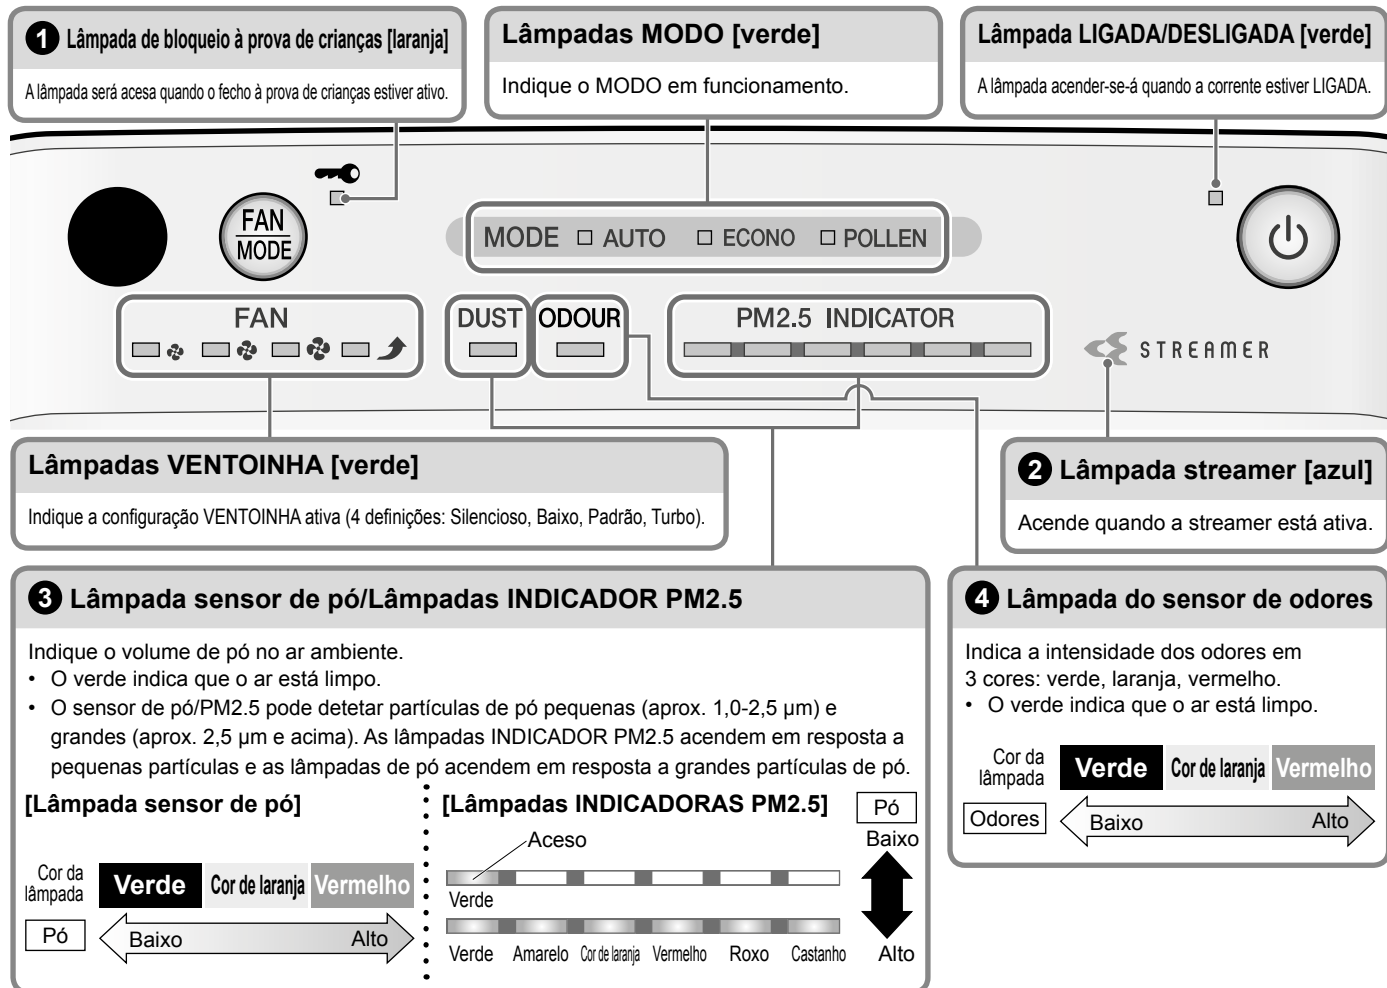 1 Lâmpada de bloqueio à prova de crianças [laranja]
A lâmpada será acesa quando o fecho à prova de crianças estiver ativo.
Lâmpadas MODO [verde]
Indique o MODO em funcionamento.
Lâmpada LIGADA/DESLIGADA [verde]
A lâmpada acender-se-á quando a corrente estiver LIGADA.
FAN
MODE
MODE AUTO ECONO POLLEN
FAN
DUST
ODOUR
PM2.5 INDICATOR
STREAMER
Lâmpadas VENTOINHA [verde]
Indique a configuração VENTOINHA ativa (4 definições: Silencioso, Baixo, Padrão, Turbo).
2 Lâmpada streamer [azul]
Acende quando a streamer está ativa.
3 Lâmpada sensor de pó/Lâmpadas INDICADOR PM2.5
Indique o volume de pó no ar ambiente.
• O verde indica que o ar está limpo.
• O sensor de pó/PM2.5 pode detetar partículas de pó pequenas (aprox. 1,0-2,5 µm) e
grandes (aprox. 2,5 µm e acima). As lâmpadas INDICADOR PM2.5 acendem em resposta a
pequenas partículas e as lâmpadas de pó acendem em resposta a grandes partículas de pó.
[Lâmpada sensor de pó]
Cor da
lâmpada
Verde Cor de laranja Vermelho
Pó
Baixo Alto
[Lâmpadas INDICADORAS PM2.5]
Aceso
Verde
Verde Amarelo Cor de laranja Vermelho Roxo Castanho
Pó
Baixo
Alto
4 Lâmpada do sensor de odores
Indica a intensidade dos odores em
3 cores: verde, laranja, vermelho.
• O verde indica que o ar está limpo.
Cor da
lâmpada
Verde Cor de laranja Vermelho
Odores
Baixo Alto